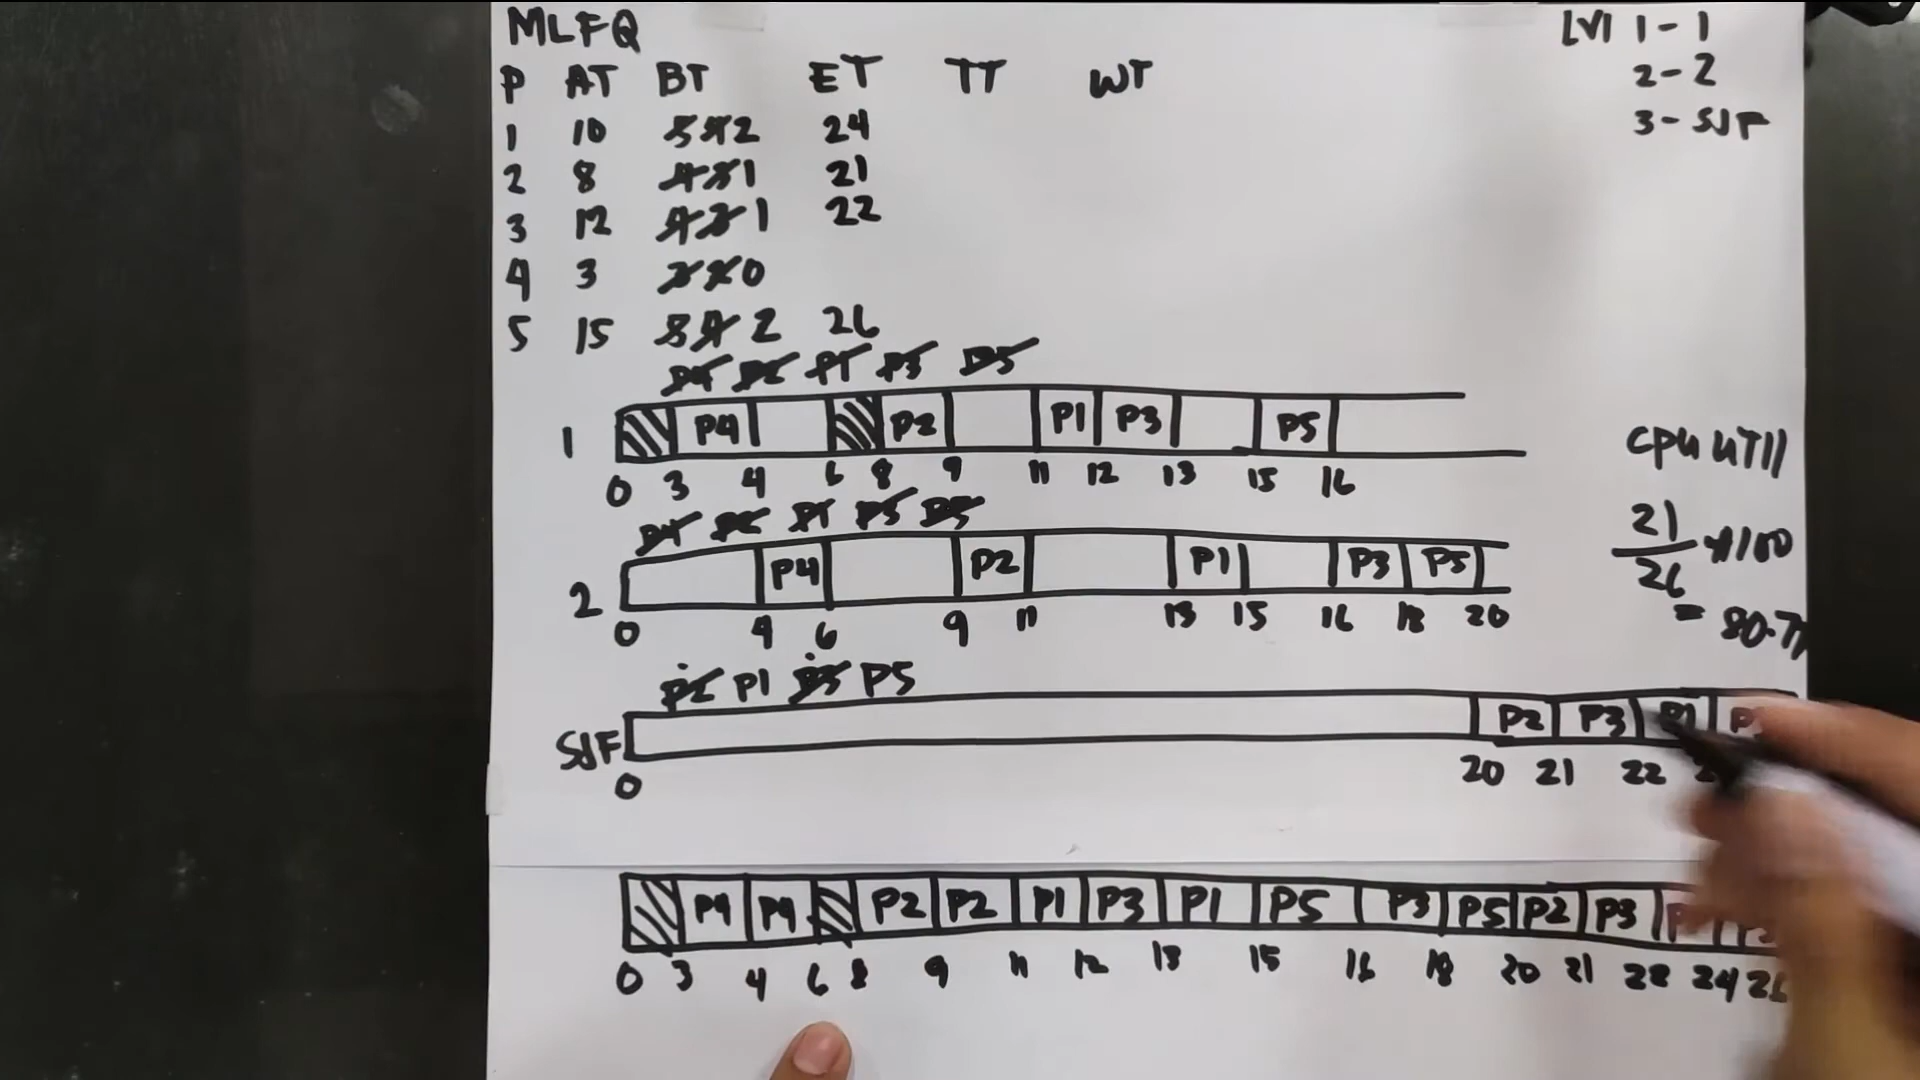 MLFQ
LVl 1 - 1
2 - 2
3 - SJF
P AT BT ET TT WT
1 10 5 4 2 24
2 8 4 3 1 21
3 12 4 3 1 22
4 3 3 2 0
5 15 5 4 2 26
P4 P2 P1 P3 P5
1 P4 P2 P1 P3 P5
0 3 4 6 8 9 11 12 13 15 16
P4 P2 P1 P3 P5
2 P4 P2 P1 P3 P5
0 4 6 9 11 13 15 16 18 20
cpu uTil
21
26
x100
= 80.77
P2 P1 P3 P5
SJF P2 P3 P1
0 20 21 22
P4 P4 P2 P2 P1 P3 P1 P5 P3 P5 P2 P3
0 3 4 6 8 9 11 12 13 15 16 18 20 21 22 24 26